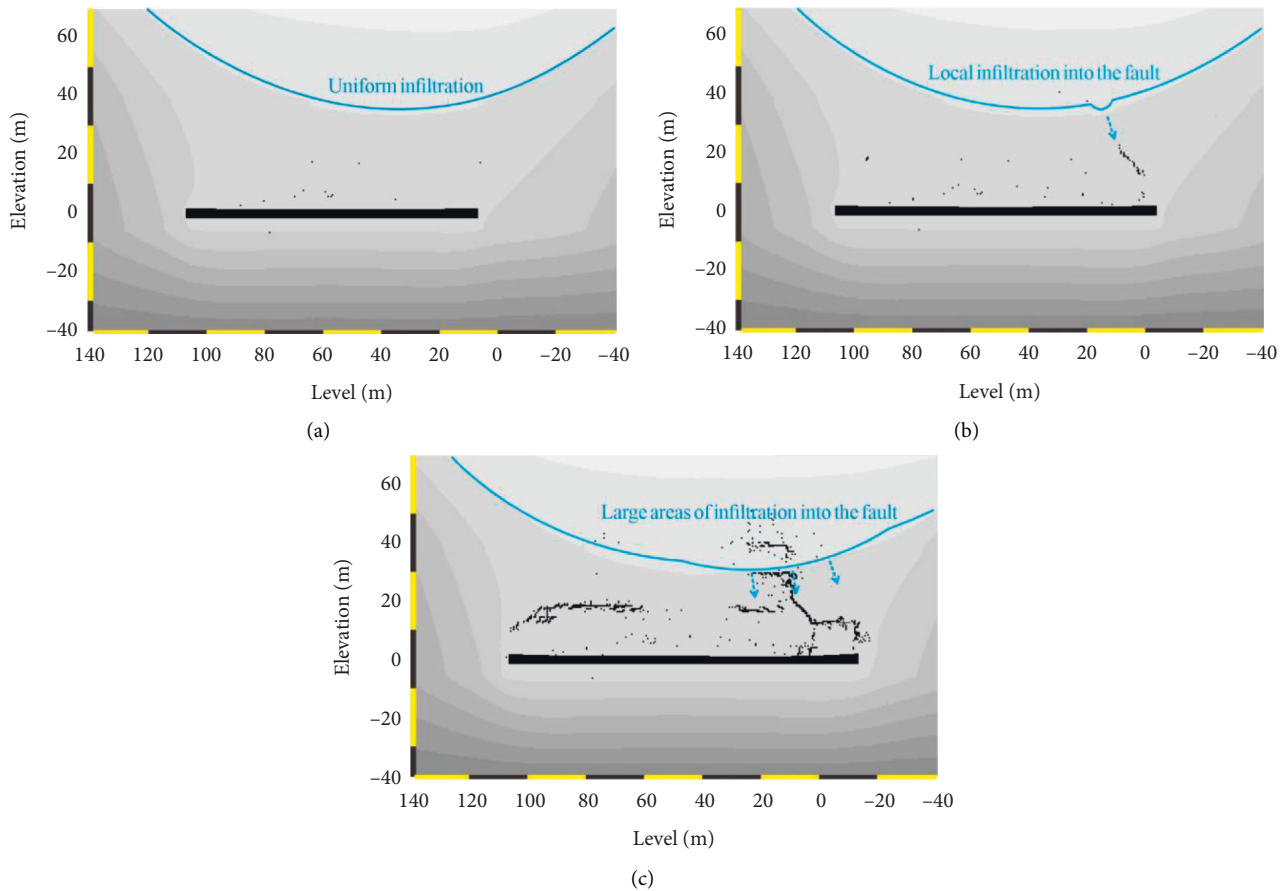 Uniform infiltration
60
40
20
0
–20
–40
Elevation (m)
140 120 100 80 60 40 20 0 –20 –40
Level (m)
(a)
Local infiltration into the fault
60
40
20
0
–20
–40
Elevation (m)
140 120 100 80 60 40 20 0 –20 –40
Level (m)
(b)
Large areas of infiltration into the fault
60
40
20
0
–20
–40
Elevation (m)
140 120 100 80 60 40 20 0 –20 –40
Level (m)
(c)